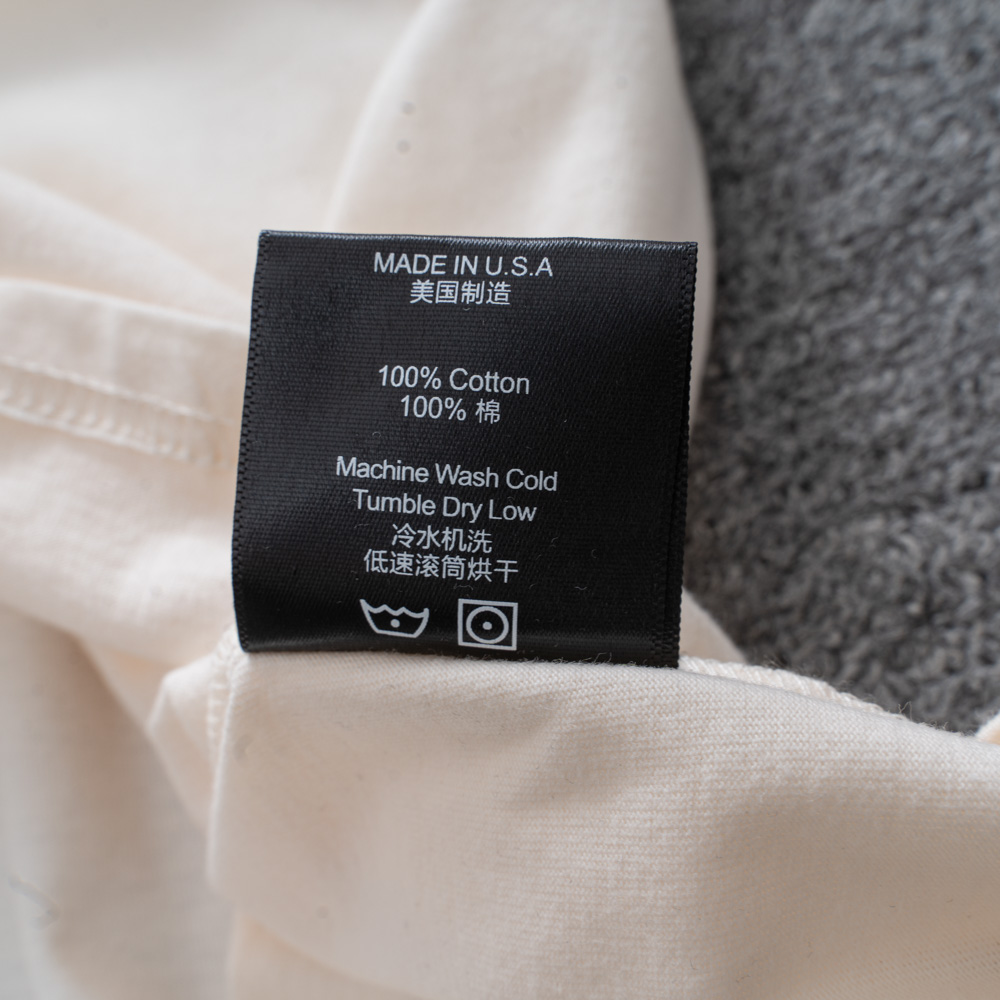 MADE IN U.S.A
美国制造
100% Cotton
100% 棉
Machine Wash Cold
Tumble Dry Low
冷水机洗
低速滚筒烘干